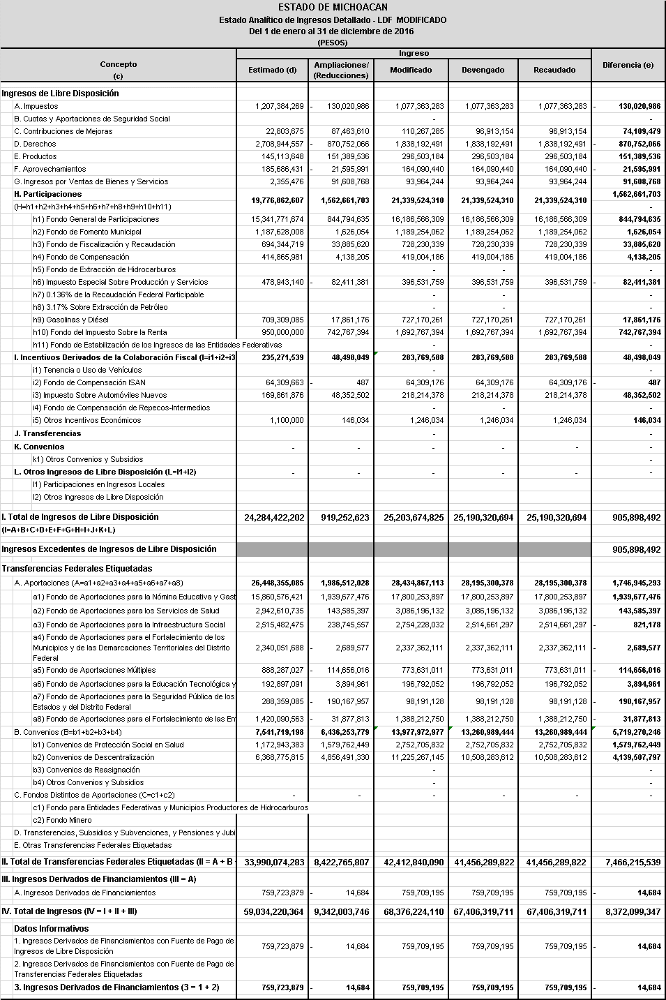 ESTADO DE MICHOACAN
Estado Analítico de Ingresos Detallado - LDF MODIFICADO
Del 1 de enero al 31 de diciembre de 2016
(PESOS)
Ingreso
Concepto
(c)
Estimado (d)
Ampliaciones/
(Reducciones)
Modificado Devengado Recaudado Diferencia (e)
Ingresos de Libre Disposición
A. Impuestos 1,207,384,269 - 130,020,986 1,077,363,283 1,077,363,283 1,077,363,283 - 130,020,986
B. Cuotas y Aportaciones de Seguridad Social - -
C. Contribuciones de Mejoras 22,803,675 87,463,610 110,267,285 96,913,154 96,913,154 74,109,479
D. Derechos 2,708,944,557 - 870,752,066 1,838,192,491 1,838,192,491 1,838,192,491 - 870,752,066
E. Productos 145,113,648 151,389,536 296,503,184 296,503,184 296,503,184 151,389,536
F. Aprovechamientos 185,686,431 - 21,595,991 164,090,440 164,090,440 164,090,440 - 21,595,991
G. Ingresos por Ventas de Bienes y Servicios 2,355,476 91,608,768 93,964,244 93,964,244 93,964,244 91,608,768
H. Participaciones 19,776,862,607 1,562,661,703 21,339,524,310 21,339,524,310 21,339,524,310 1,562,661,703
(H=h1+h2+h3+h4+h5+h6+h7+h8+h9+h10+h11) -
h1) Fondo General de Participaciones 15,341,771,674 844,794,635 16,186,566,309 16,186,566,309 16,186,566,309 844,794,635
h2) Fondo de Fomento Municipal 1,187,628,008 1,626,054 1,189,254,062 1,189,254,062 1,189,254,062 1,626,054
h3) Fondo de Fiscalización y Recaudación 694,344,719 33,885,620 728,230,339 728,230,339 728,230,339 33,885,620
h4) Fondo de Compensación 414,865,981 4,138,205 419,004,186 419,004,186 419,004,186 4,138,205
h5) Fondo de Extracción de Hidrocarburos - - -
h6) Impuesto Especial Sobre Producción y Servicios 478,943,140 - 82,411,381 396,531,759 396,531,759 396,531,759 - 82,411,381
h7) 0.136% de la Recaudación Federal Participable - - -
h8) 3.17% Sobre Extracción de Petróleo - - -
h9) Gasolinas y Diésel 709,309,085 17,861,176 727,170,261 727,170,261 727,170,261 17,861,176
h10) Fondo del Impuesto Sobre la Renta 950,000,000 742,767,394 1,692,767,394 1,692,767,394 1,692,767,394 742,767,394
h11) Fondo de Estabilización de los Ingresos de las Entidades Federativas - -
I. Incentivos Derivados de la Colaboración Fiscal (I=i1+i2+i3 235,271,539 48,498,049 283,769,588 283,769,588 283,769,588 48,498,049
i1) Tenencia o Uso de Vehículos - -
i2) Fondo de Compensación ISAN 64,309,663 - 487 64,309,176 64,309,176 64,309,176 - 487
i3) Impuesto Sobre Automóviles Nuevos 169,861,876 48,352,502 218,214,378 218,214,378 218,214,378 48,352,502
i4) Fondo de Compensación de Repecos-Intermedios - - -
i5) Otros Incentivos Económicos 1,100,000 146,034 1,246,034 1,246,034 1,246,034 146,034
J. Transferencias - -
K. Convenios - - - - - -
k1) Otros Convenios y Subsidios -
L. Otros Ingresos de Libre Disposición (L=l1+l2) - - - - - -
l1) Participaciones en Ingresos Locales
l2) Otros Ingresos de Libre Disposición
I. Total de Ingresos de Libre Disposición 24,284,422,202 919,252,623 25,203,674,825 25,190,320,694 25,190,320,694 905,898,492
(I=A+B+C+D+E+F+G+H+I+J+K+L)
Ingresos Excedentes de Ingresos de Libre Disposición 905,898,492
Transferencias Federales Etiquetadas
A. Aportaciones (A=a1+a2+a3+a4+a5+a6+a7+a8) 26,448,355,085 1,986,512,028 28,434,867,113 28,195,300,378 28,195,300,378 1,746,945,293
a1) Fondo de Aportaciones para la Nómina Educativa y Gast 15,860,576,421 1,939,677,476 17,800,253,897 17,800,253,897 17,800,253,897 1,939,677,476
a2) Fondo de Aportaciones para los Servicios de Salud 2,942,610,735 143,585,397 3,086,196,132 3,086,196,132 3,086,196,132 143,585,397
a3) Fondo de Aportaciones para la Infraestructura Social 2,515,482,475 238,745,557 2,754,228,032 2,514,661,297 2,514,661,297 - 821,178
a4) Fondo de Aportaciones para el Fortalecimiento de los
Municipios y de las Demarcaciones Territoriales del Distrito 2,340,051,688 - 2,689,577 2,337,362,111 2,337,362,111 2,337,362,111 - 2,689,577
Federal
a5) Fondo de Aportaciones Múltiples 888,287,027 - 114,656,016 773,631,011 773,631,011 773,631,011 - 114,656,016
a6) Fondo de Aportaciones para la Educación Tecnológica y 192,897,091 3,894,961 196,792,052 196,792,052 196,792,052 3,894,961
a7) Fondo de Aportaciones para la Seguridad Pública de los
Estados y del Distrito Federal 288,359,085 - 190,167,957 98,191,128 98,191,128 98,191,128 - 190,167,957
a8) Fondo de Aportaciones para el Fortalecimiento de las En 1,420,090,563 - 31,877,813 1,388,212,750 1,388,212,750 1,388,212,750 - 31,877,813
B. Convenios (B=b1+b2+b3+b4) 7,541,719,198 6,436,253,779 13,977,972,977 13,260,989,444 13,260,989,444 5,719,270,246
b1) Convenios de Protección Social en Salud 1,172,943,383 1,579,762,449 2,752,705,832 2,752,705,832 2,752,705,832 1,579,762,449
b2) Convenios de Descentralización 6,368,775,815 4,856,491,330 11,225,267,145 10,508,283,612 10,508,283,612 4,139,507,797
b3) Convenios de Reasignación - -
b4) Otros Convenios y Subsidios - -
C. Fondos Distintos de Aportaciones (C=c1+c2) - - - - - -
c1) Fondo para Entidades Federativas y Municipios Productores de Hidrocarburos
c2) Fondo Minero
D. Transferencias, Subsidios y Subvenciones, y Pensiones y Jubi
E. Otras Transferencias Federales Etiquetadas
II. Total de Transferencias Federales Etiquetadas (II = A + B 33,990,074,283 8,422,765,807 42,412,840,090 41,456,289,822 41,456,289,822 7,466,215,539
III. Ingresos Derivados de Financiamientos (III = A)
A. Ingresos Derivados de Financiamientos 759,723,879 - 14,684 759,709,195 759,709,195 759,709,195 - 14,684
IV. Total de Ingresos (IV = I + II + III) 59,034,220,364 9,342,003,746 68,376,224,110 67,406,319,711 67,406,319,711 8,372,099,347
Datos Informativos
1. Ingresos Derivados de Financiamientos con Fuente de Pago de
Ingresos de Libre Disposición 759,723,879 - 14,684 759,709,195 759,709,195 759,709,195 - 14,684
2. Ingresos Derivados de Financiamientos con Fuente de Pago de
Transferencias Federales Etiquetadas
3. Ingresos Derivados de Financiamientos (3 = 1 + 2) 759,723,879 - 14,684 759,709,195 759,709,195 759,709,195 - 14,684